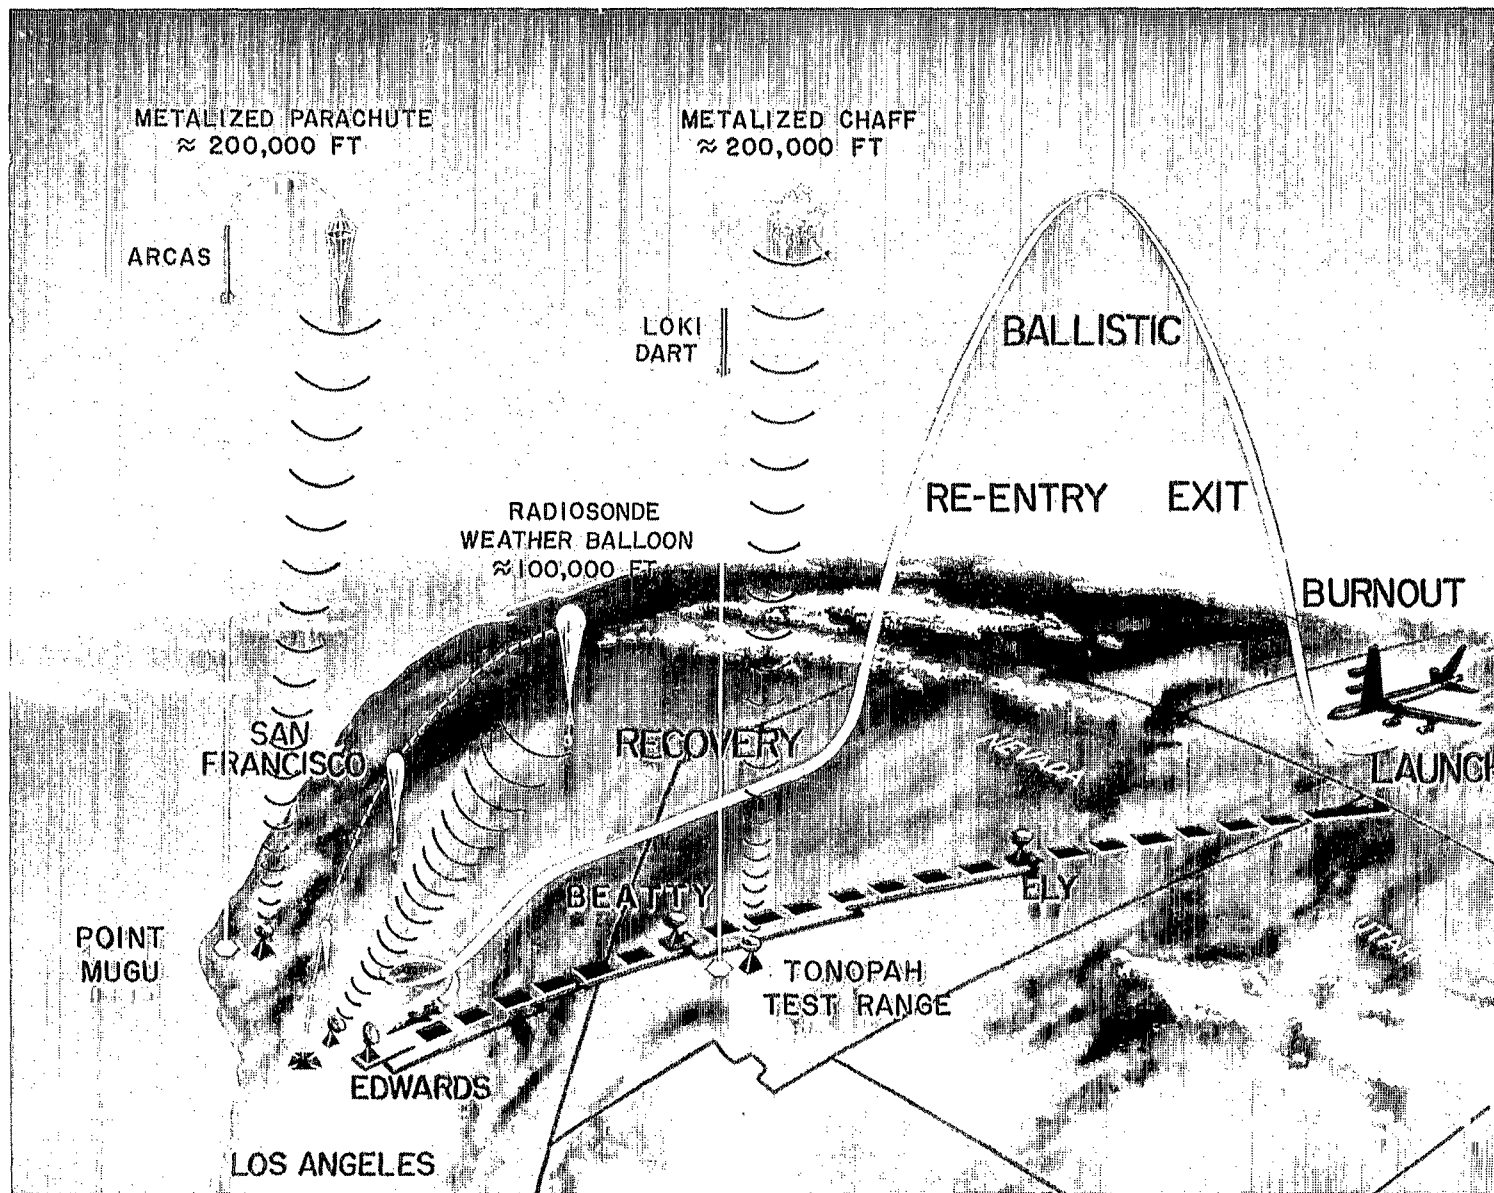 METALIZED PARACHUTE
≈ 200,000 FT
METALIZED CHAFF
≈ 200,000 FT
ARCAS
LOKI
DART
BALLISTIC
RE-ENTRY
EXIT
RADIOSONDE
WEATHER BALLOON
≈ 100,000 FT
BURNOUT
SAN
FRANCISCO
RECOVERY
NEVADA
LAUNCH
BEATTY
ELY
POINT
MUGU
UTAH
TONOPAH
TEST RANGE
EDWARDS
LOS ANGELES